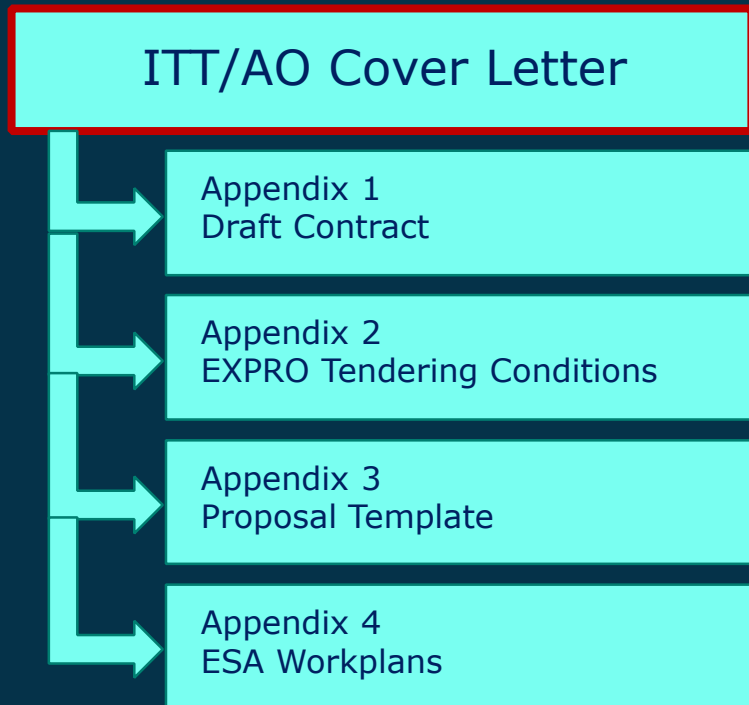 ITT/AO Cover Letter
Appendix 1
Draft Contract
Appendix 2
EXPRO Tendering Conditions
Appendix 3
Proposal Template
Appendix 4
ESA Workplans